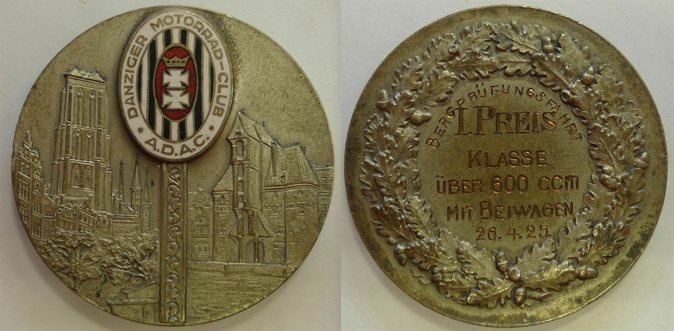 DANZIGER MOTORRAD-CLUB
• A.D.A.C. •
BERGPRÜFUNGSFAHRT
I. PREIS
KLASSE
ÜBER 600 CCM
MIT BEIWAGEN
26.4.25.